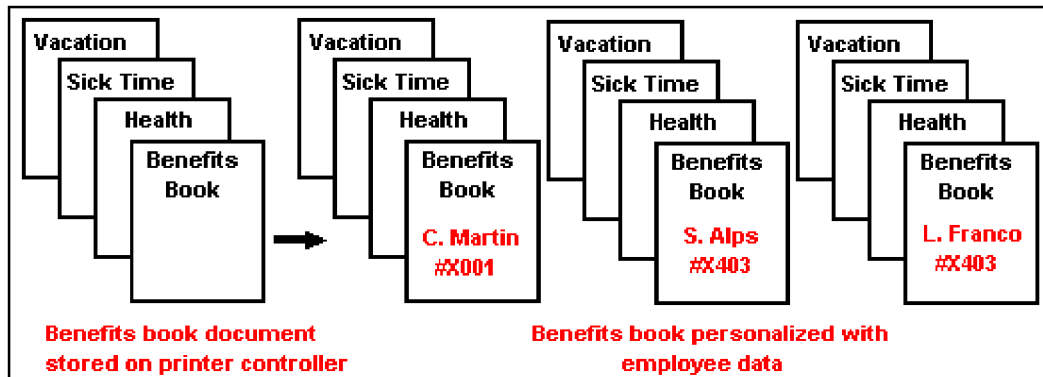 Vacation
Sick Time
Health
Benefits
Book
Vacation
Sick Time
Health
Benefits
Book
C. Martin
#X001
Vacation
Sick Time
Health
Benefits
Book
S. Alps
#X403
Vacation
Sick Time
Health
Benefits
Book
L. Franco
#X403
Benefits book document
stored on printer controller
Benefits book personalized with
employee data